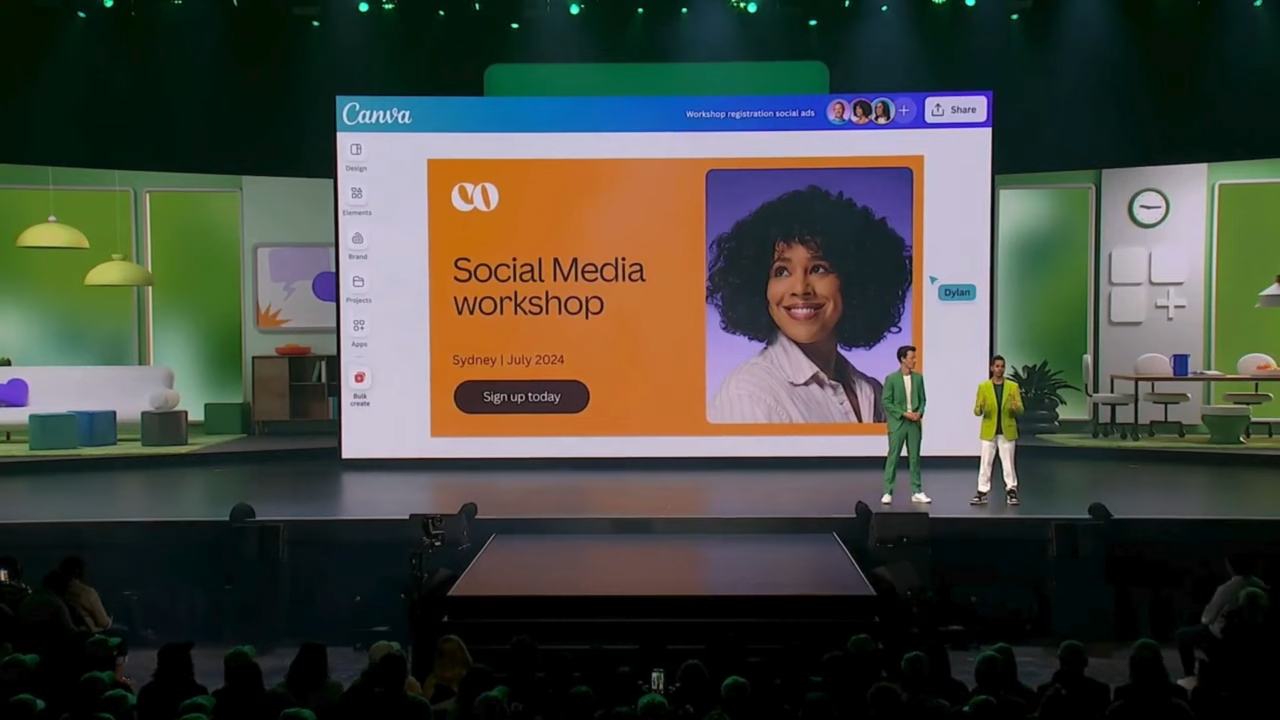 Canva
Workshop registration social ads
Share
Design
Elements
Brand
Projects
Apps
Bulk
create
Social Media
workshop
Sydney | July 2024
Sign up today
Dylan